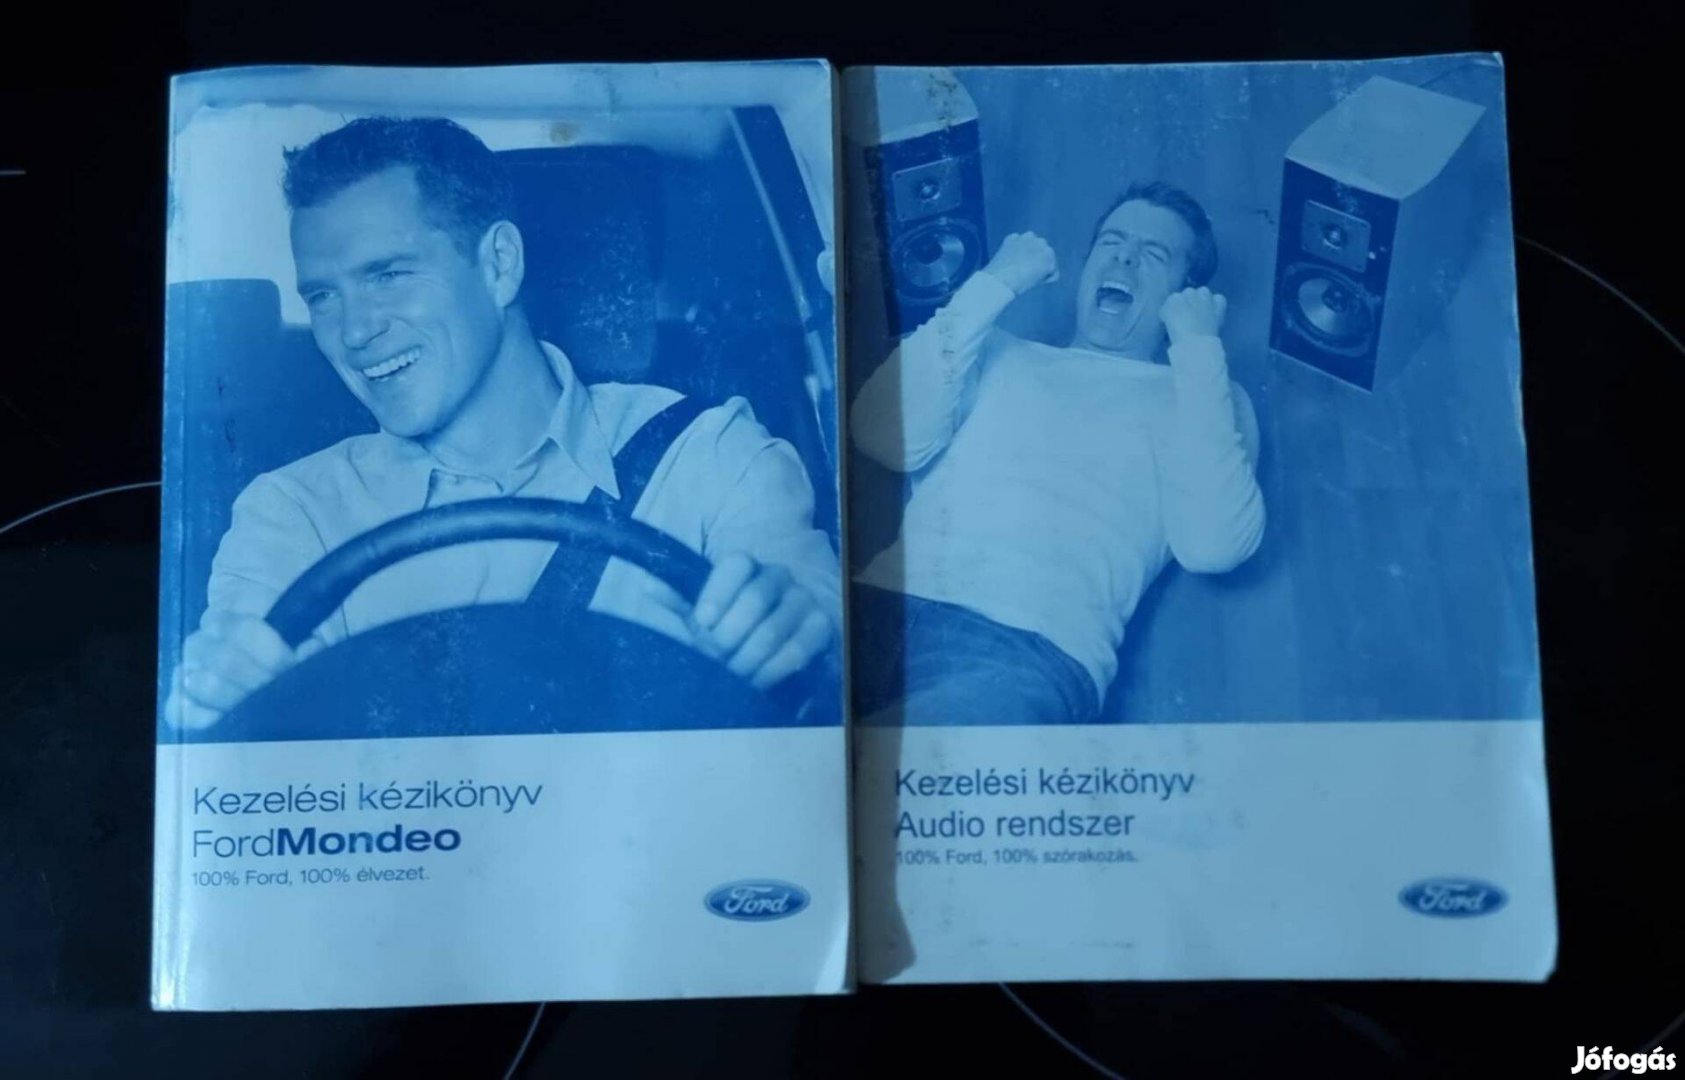 Kezelési kézikönyv
FordMondeo
100% Ford, 100% élvezet.
Ford
Kezelési kézikönyv
Audio rendszer
100% Ford, 100% szórakozás.
Ford
Jófogás